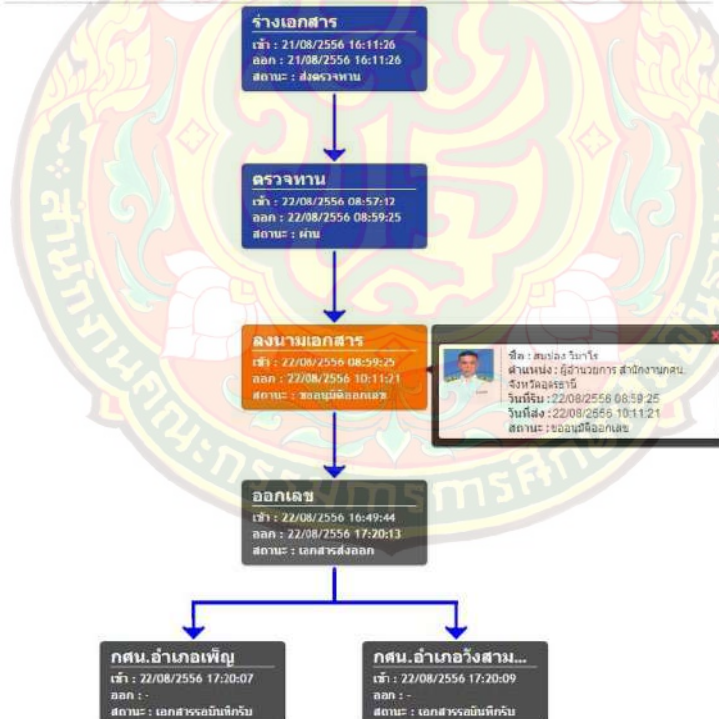 ร่างเอกสาร
เข้า : 21/08/2556 16:11:26
ออก : 21/08/2556 16:11:26
สถานะ : ส่งตรวจทาน
ตรวจทาน
เข้า : 22/08/2556 08:57:12
ออก : 22/08/2556 08:59:25
สถานะ : ผ่าน
ลงนามเอกสาร
เข้า : 22/08/2556 08:59:25
ออก : 22/08/2556 10:11:21
สถานะ : ขออนุมัติออกเลข
X
ชื่อ : สมปอง วิมาโร
ตำแหน่ง : ผู้อำนวยการ สำนักงานกศน.
จังหวัดอุดรธานี
วันที่รับ : 22/08/2556 08:59:25
วันที่ส่ง : 22/08/2556 10:11:21
สถานะ : ขออนุมัติออกเลข
ออกเลข
เข้า : 22/08/2556 16:49:44
ออก : 22/08/2556 17:20:13
สถานะ : เอกสารส่งออก
กศน.อำเภอเพ็ญ
เข้า : 22/08/2556 17:20:07
ออก : -
สถานะ : เอกสารรอบันทึกรับ
กศน.อำเภอวังสาม...
เข้า : 22/08/2556 17:20:09
ออก : -
สถานะ : เอกสารรอบันทึกรับ